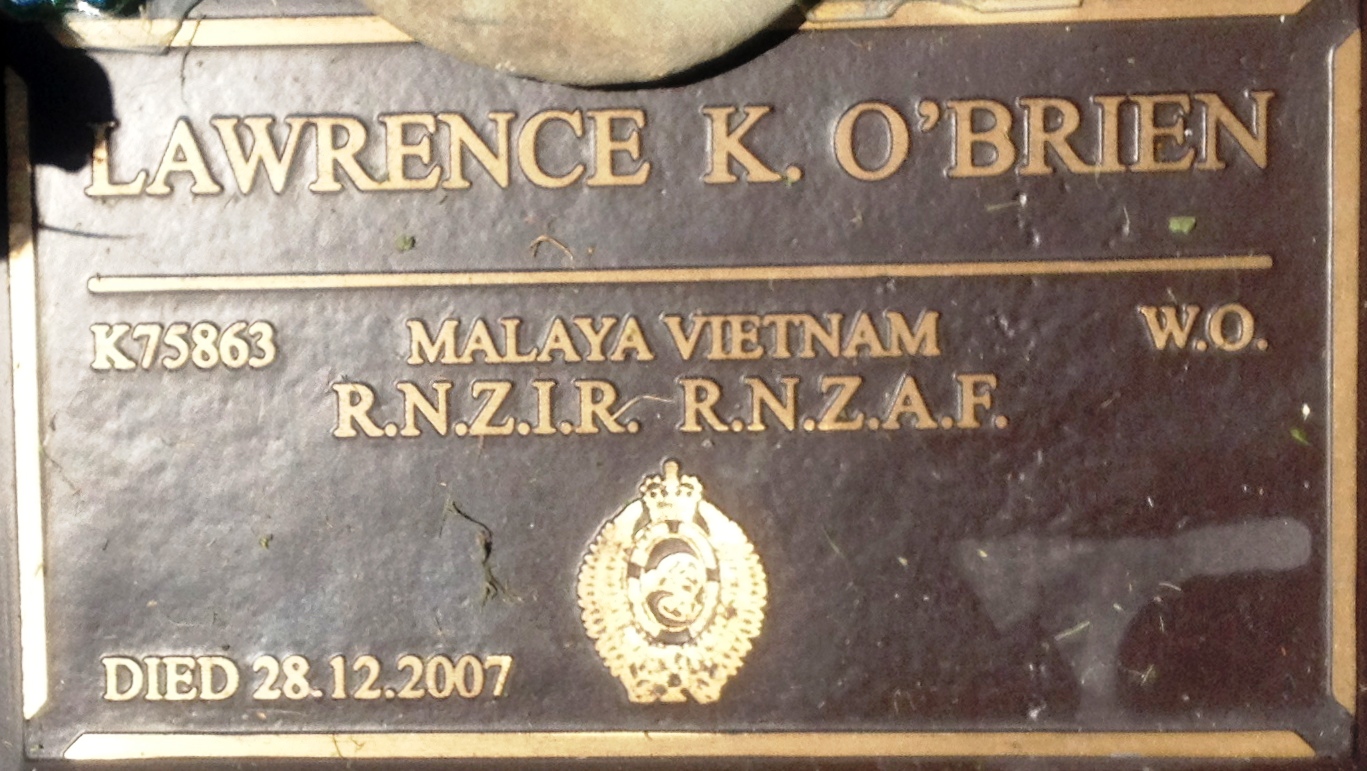 LAWRENCE K. O'BRIEN
K75863 MALAYA VIETNAM W.O.
R.N.Z.I.R. R.N.Z.A.F.
DIED 28.12.2007